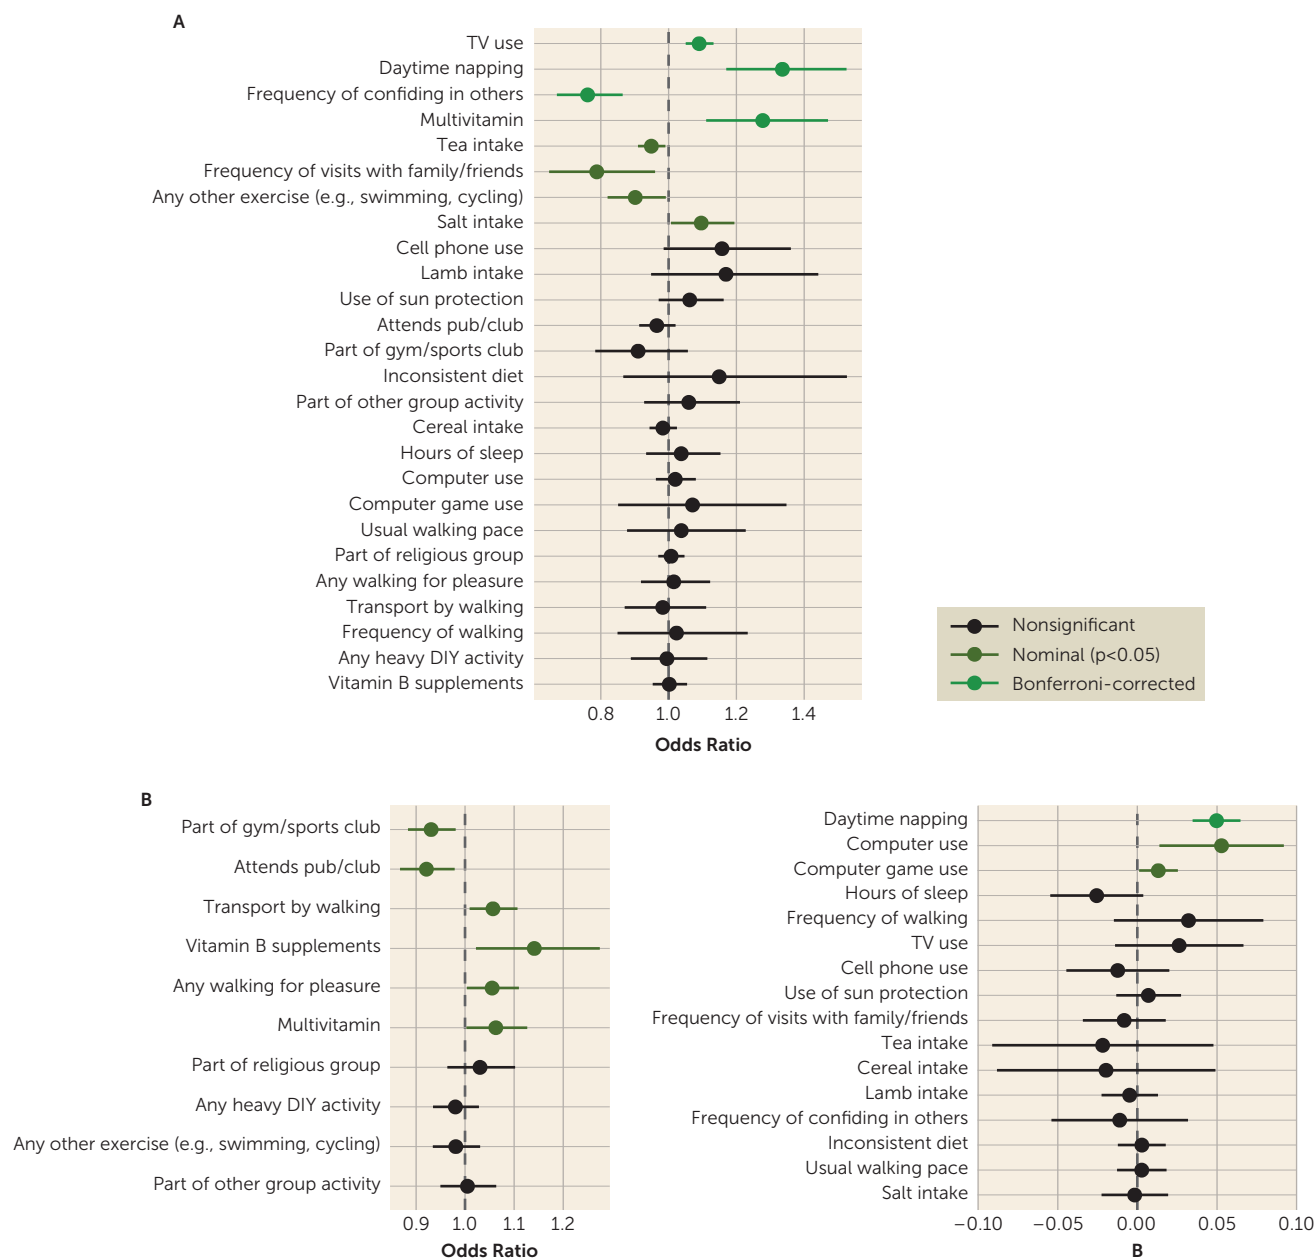 A
TV use
Daytime napping
Frequency of confiding in others
Multivitamin
Tea intake
Frequency of visits with family/friends
Any other exercise (e.g., swimming, cycling)
Salt intake
Cell phone use
Lamb intake
Use of sun protection
Attends pub/club
Part of gym/sports club
Inconsistent diet
Part of other group activity
Cereal intake
Hours of sleep
Computer use
Computer game use
Usual walking pace
Part of religious group
Any walking for pleasure
Transport by walking
Frequency of walking
Any heavy DIY activity
Vitamin B supplements
0.8 1.0 1.2 1.4
Odds Ratio
Nonsignificant
Nominal (p<0.05)
Bonferroni-corrected
B
Part of gym/sports club
Attends pub/club
Transport by walking
Vitamin B supplements
Any walking for pleasure
Multivitamin
Part of religious group
Any heavy DIY activity
Any other exercise (e.g., swimming, cycling)
Part of other group activity
0.9 1.0 1.1 1.2
Odds Ratio
Daytime napping
Computer use
Computer game use
Hours of sleep
Frequency of walking
TV use
Cell phone use
Use of sun protection
Frequency of visits with family/friends
Tea intake
Cereal intake
Lamb intake
Frequency of confiding in others
Inconsistent diet
Usual walking pace
Salt intake
−0.10 −0.05 0.00 0.05 0.10
B